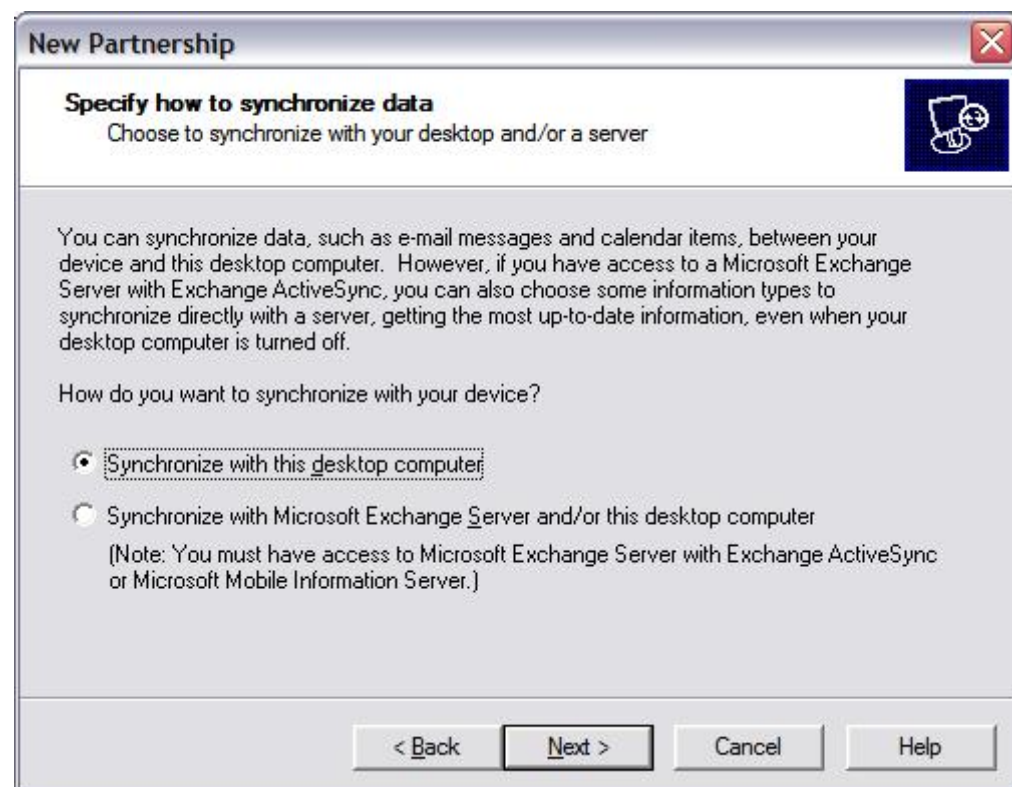 New Partnership
Specify how to synchronize data
Choose to synchronize with your desktop and/or a server
You can synchronize data, such as e-mail messages and calendar items, between your
device and this desktop computer.  However, if you have access to a Microsoft Exchange
Server with Exchange ActiveSync, you can also choose some information types to
synchronize directly with a server, getting the most up-to-date information, even when your
desktop computer is turned off.
How do you want to synchronize with your device?
Synchronize with this desktop computer
Synchronize with Microsoft Exchange Server and/or this desktop computer
(Note: You must have access to Microsoft Exchange Server with Exchange ActiveSync
or Microsoft Mobile Information Server.)
< Back Next > Cancel Help